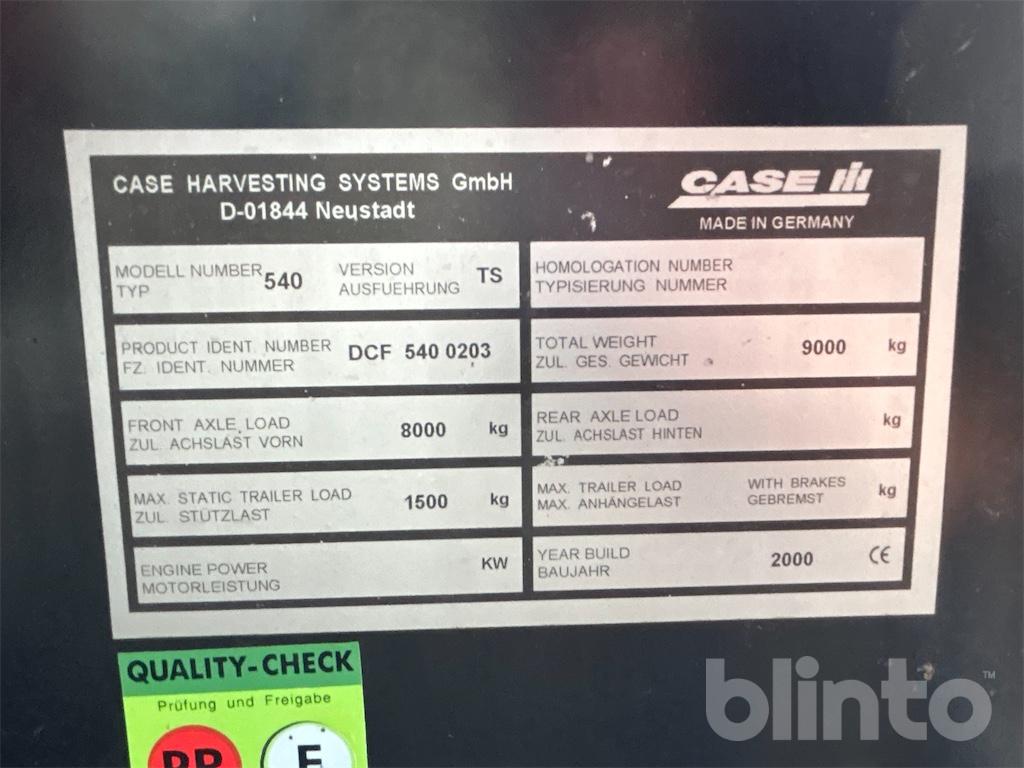 CASE HARVESTING SYSTEMS GmbH
D-01844 Neustadt
CASE IH
MADE IN GERMANY
MODELL NUMBER 540 VERSION TS
TYP AUSFUEHRUNG
HOMOLOGATION NUMBER
TYPISIERUNG NUMMER
PRODUCT IDENT. NUMBER DCF 540 0203
FZ. IDENT. NUMMER
TOTAL WEIGHT 9000 kg
ZUL. GES. GEWICHT
FRONT AXLE LOAD 8000 kg
ZUL. ACHSLAST VORN
REAR AXLE LOAD kg
ZUL. ACHSLAST HINTEN
MAX. STATIC TRAILER LOAD 1500 kg
ZUL. STÜTZLAST
MAX. TRAILER LOAD WITH BRAKES kg
MAX. ANHÄNGELAST GEBREMST
ENGINE POWER KW
MOTORLEISTUNG
YEAR BUILD 2000 CE
BAUJAHR
QUALITY-CHECK
Prüfung und Freigabe
PP F
blinto™